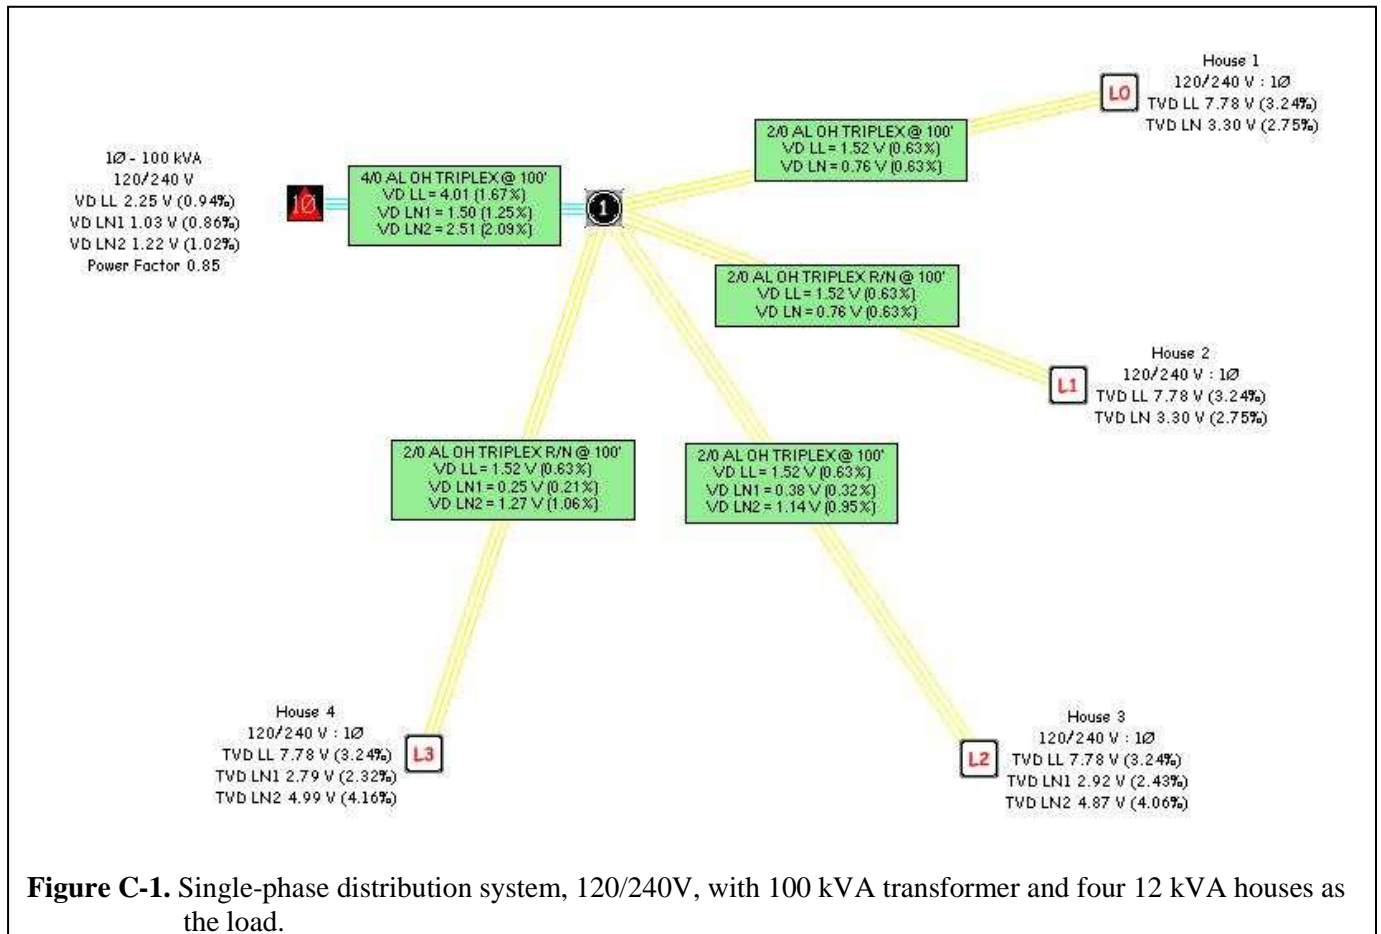 House 1
120/240 V : 1Ø
TVD LL 7.78 V (3.24%)
TVD LN 3.30 V (2.75%)
L0
2/0 AL OH TRIPLEX @ 100'
VD LL = 1.52 V (0.63%)
VD LN = 0.76 V (0.63%)
1Ø - 100 kVA
120/240 V
VD LL 2.25 V (0.94%)
VD LN1 1.03 V (0.86%)
VD LN2 1.22 V (1.02%)
Power Factor 0.85
1Ø
4/0 AL OH TRIPLEX @ 100'
VD LL = 4.01 (1.67%)
VD LN1 = 1.50 (1.25%)
VD LN2 = 2.51 (2.09%)
1
2/0 AL OH TRIPLEX R/N @ 100'
VD LL = 1.52 V (0.63%)
VD LN = 0.76 V (0.63%)
House 2
120/240 V : 1Ø
TVD LL 7.78 V (3.24%)
TVD LN 3.30 V (2.75%)
L1
2/0 AL OH TRIPLEX R/N @ 100'
VD LL = 1.52 V (0.63%)
VD LN1 = 0.25 V (0.21%)
VD LN2 = 1.27 V (1.06%)
2/0 AL OH TRIPLEX @ 100'
VD LL = 1.52 V (0.63%)
VD LN1 = 0.38 V (0.32%)
VD LN2 = 1.14 V (0.95%)
House 4
120/240 V : 1Ø
TVD LL 7.78 V (3.24%)
TVD LN1 2.79 V (2.32%)
TVD LN2 4.99 V (4.16%)
L3
L2
House 3
120/240 V : 1Ø
TVD LL 7.78 V (3.24%)
TVD LN1 2.92 V (2.43%)
TVD LN2 4.87 V (4.06%)
Figure C-1. Single-phase distribution system, 120/240V, with 100 kVA transformer and four 12 kVA houses as
the load.